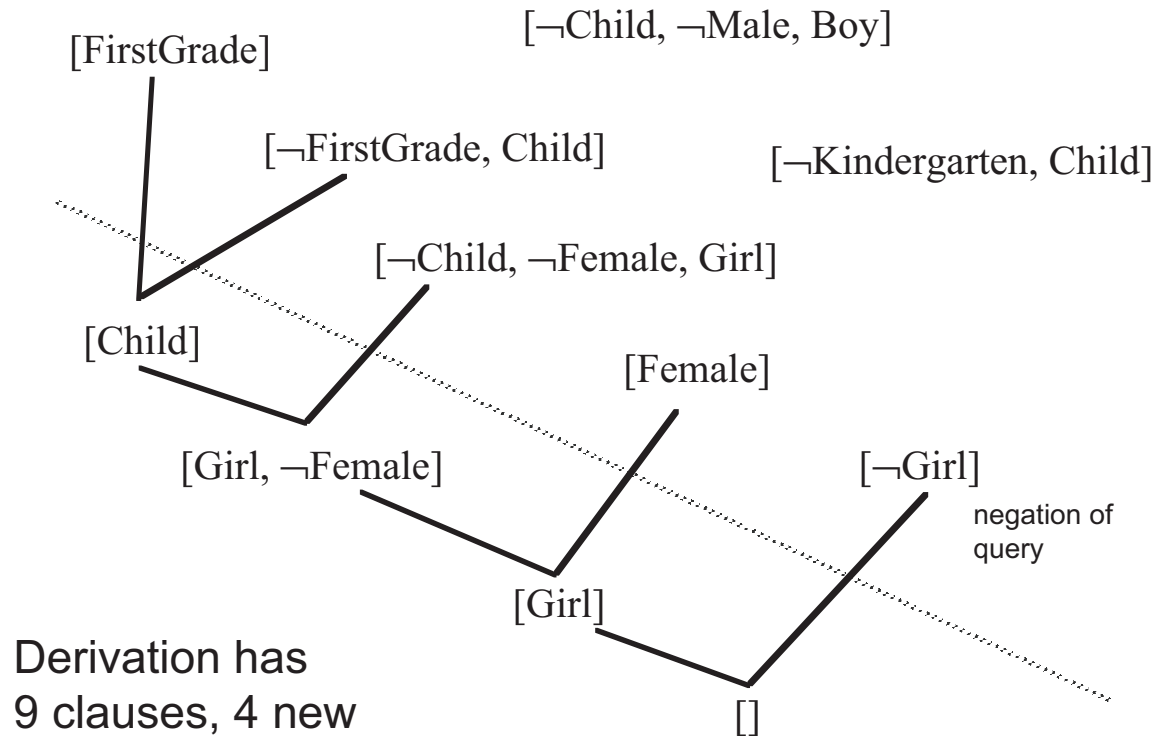 [FirstGrade]
[¬Child, ¬Male, Boy]
[¬FirstGrade, Child]
[¬Kindergarten, Child]
[¬Child, ¬Female, Girl]
[Child]
[Female]
[Girl, ¬Female]
[¬Girl]
negation of
query
[Girl]
Derivation has
9 clauses, 4 new
[]